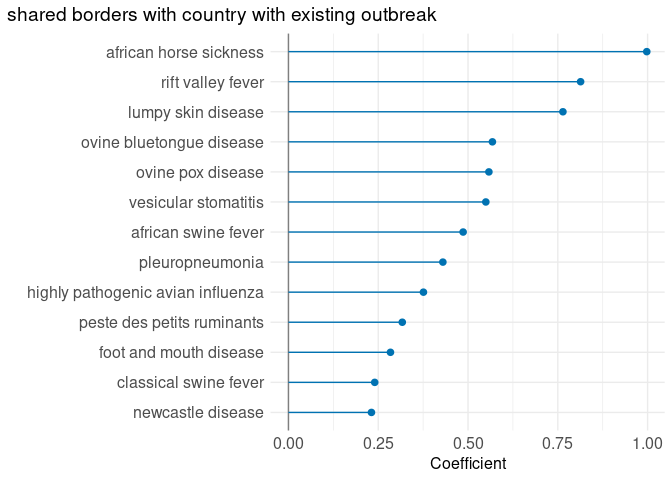 shared borders with country with existing outbreak
african horse sickness
rift valley fever
lumpy skin disease
ovine bluetongue disease
ovine pox disease
vesicular stomatitis
african swine fever
pleuropneumonia
highly pathogenic avian influenza
peste des petits ruminants
foot and mouth disease
classical swine fever
newcastle disease
0.00 0.25 0.50 0.75 1.00
Coefficient